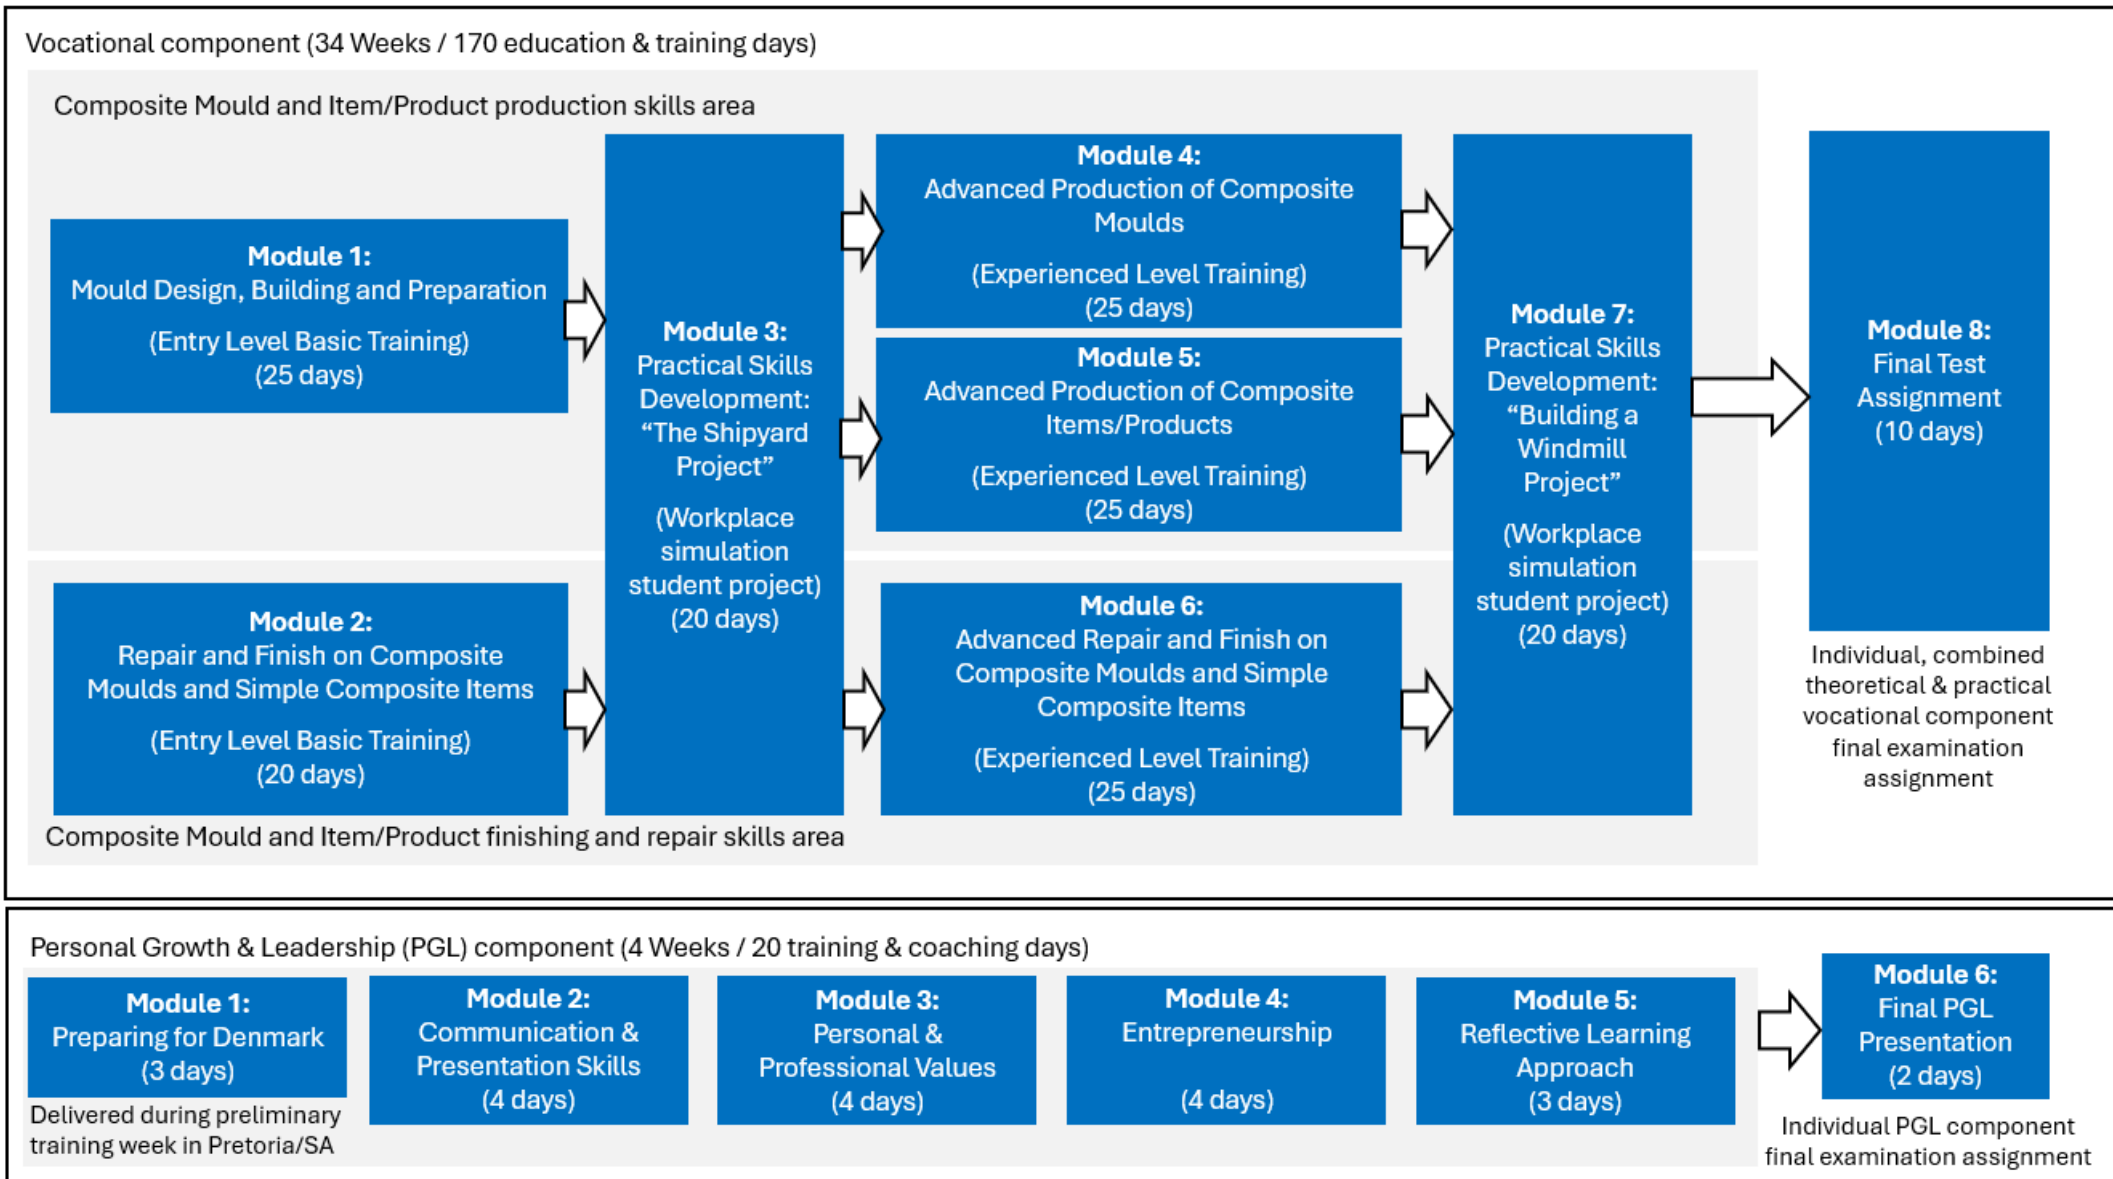 Vocational component (34 Weeks / 170 education & training days)
Composite Mould and Item/Product production skills area
Module 1:
Mould Design, Building and Preparation
(Entry Level Basic Training)
(25 days)
Module 2:
Repair and Finish on Composite
Moulds and Simple Composite Items
(Entry Level Basic Training)
(20 days)
Module 3:
Practical Skills
Development:
“The Shipyard
Project”
(Workplace
simulation
student project)
(20 days)
Module 4:
Advanced Production of Composite
Moulds
(Experienced Level Training)
(25 days)
Module 5:
Advanced Production of Composite
Items/Products
(Experienced Level Training)
(25 days)
Module 6:
Advanced Repair and Finish on
Composite Moulds and Simple
Composite Items
(Experienced Level Training)
(25 days)
Module 7:
Practical Skills
Development:
“Building a
Windmill
Project”
(Workplace
simulation
student project)
(20 days)
Module 8:
Final Test
Assignment
(10 days)
Individual, combined
theoretical & practical
vocational component
final examination
assignment
Composite Mould and Item/Product finishing and repair skills area
Personal Growth & Leadership (PGL) component (4 Weeks / 20 training & coaching days)
Module 1:
Preparing for Denmark
(3 days)
Delivered during preliminary
training week in Pretoria/SA
Module 2:
Communication &
Presentation Skills
(4 days)
Module 3:
Personal &
Professional Values
(4 days)
Module 4:
Entrepreneurship
(4 days)
Module 5:
Reflective Learning
Approach
(3 days)
Module 6:
Final PGL
Presentation
(2 days)
Individual PGL component
final examination assignment